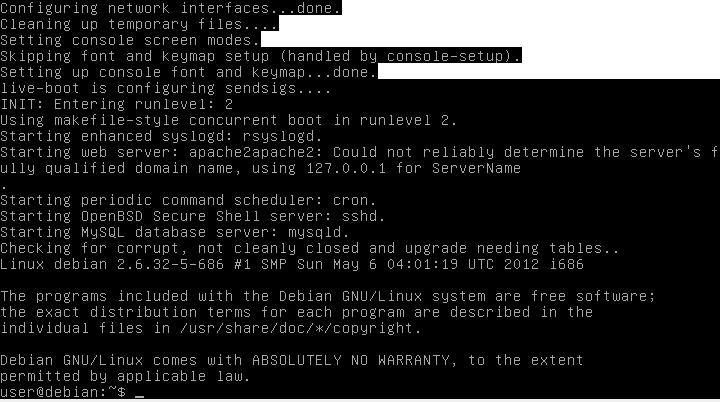 Configuring network interfaces...done.
Cleaning up temporary files....
Setting console screen modes.
Skipping font and keymap setup (handled by console-setup).
Setting up console font and keymap...done.
live-boot is configuring sendsigs....
INIT: Entering runlevel: 2
Using makefile-style concurrent boot in runlevel 2.
Starting enhanced syslogd: rsyslogd.
Starting web server: apache2apache2: Could not reliably determine the server's f
ully qualified domain name, using 127.0.0.1 for ServerName
.
Starting periodic command scheduler: cron.
Starting OpenBSD Secure Shell server: sshd.
Starting MySQL database server: mysqld.
Checking for corrupt, not cleanly closed and upgrade needing tables..
Linux debian 2.6.32-5-686 #1 SMP Sun May 6 04:01:19 UTC 2012 i686
The programs included with the Debian GNU/Linux system are free software;
the exact distribution terms for each program are described in the
individual files in /usr/share/doc/*/copyright.
Debian GNU/Linux comes with ABSOLUTELY NO WARRANTY, to the extent
permitted by applicable law.
user@debian:~$ _